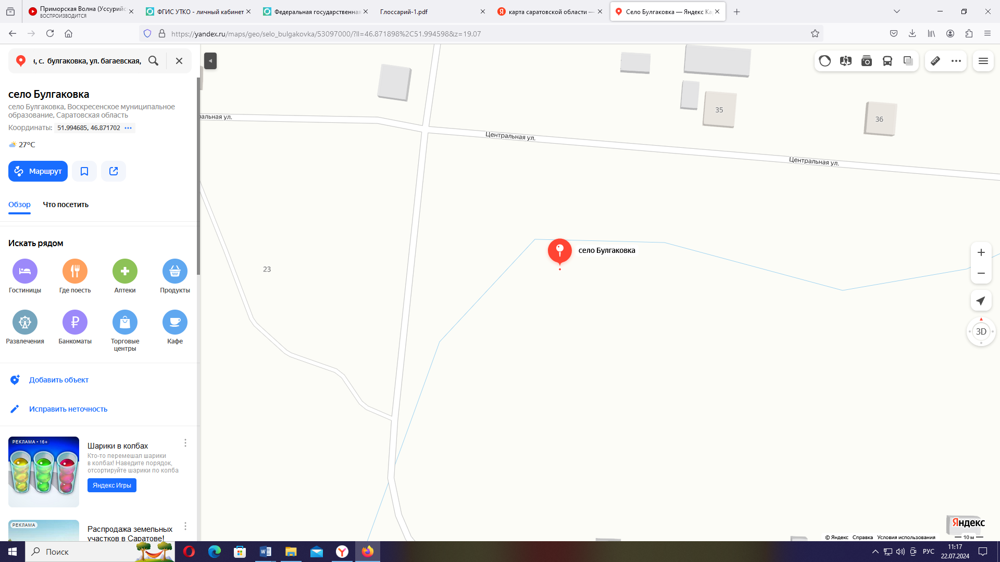 Приморская Волна (Уссурийс
ВОСПРОИЗВОДИТСЯ
ФГИС УТКО - личный кабинет
Федеральная государственная
Глоссарий-1.pdf
карта саратовской области —
Село Булгаковка — Яндекс Ка
https://yandex.ru/maps/geo/selo_bulgakovka/53097000/?ll=46.871898%2C51.994598&z=19.07
н, с. булгаковка, ул. багаевская,
село Булгаковка
село Булгаковка, Воскресенское муниципальное
образование, Саратовская область
Координаты: 51.994685, 46.871702 •••
27°C
Маршрут
Обзор
Что посетить
Искать рядом
Гостиницы
Где поесть
Аптеки
Продукты
Развлечения
Банкоматы
Торговые
центры
Кафе
Добавить объект
Исправить неточность
РЕКЛАМА • 16+
Шарики в колбах
Кто-то перемешал шарики
в колбах! Наведите порядок,
отсортируйте шарики по колба
Яндекс Игры
РЕКЛАМА
Распродажа земельных
участков в Саратове!
ральная ул.
Центральная ул.
Центральная ул.
35
36
23
село Булгаковка
3D
Яндекс
© Яндекс Справка Условия использования
10 м
Поиск
РУС
11:17
22.07.2024